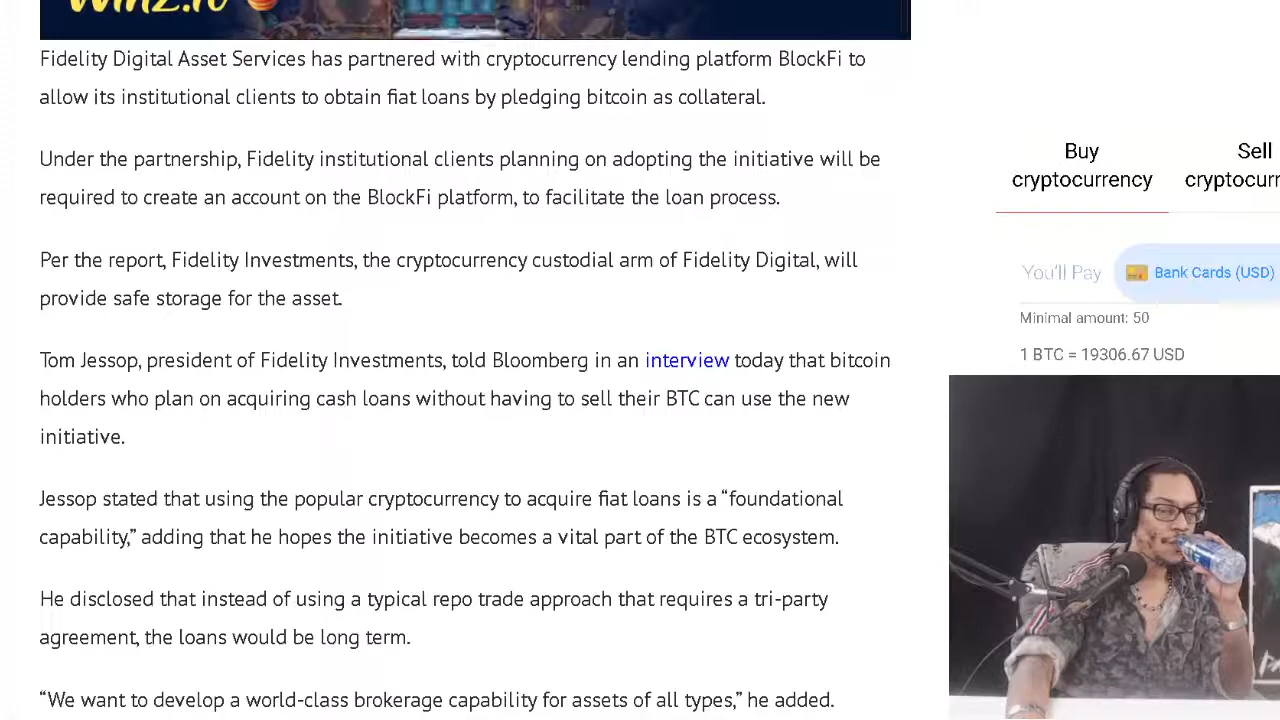 Winz.io
Fidelity Digital Asset Services has partnered with cryptocurrency lending platform BlockFi to
allow its institutional clients to obtain fiat loans by pledging bitcoin as collateral.
Under the partnership, Fidelity institutional clients planning on adopting the initiative will be
required to create an account on the BlockFi platform, to facilitate the loan process.
Per the report, Fidelity Investments, the cryptocurrency custodial arm of Fidelity Digital, will
provide safe storage for the asset.
Tom Jessop, president of Fidelity Investments, told Bloomberg in an interview today that bitcoin
holders who plan on acquiring cash loans without having to sell their BTC can use the new
initiative.
Jessop stated that using the popular cryptocurrency to acquire fiat loans is a “foundational
capability,” adding that he hopes the initiative becomes a vital part of the BTC ecosystem.
He disclosed that instead of using a typical repo trade approach that requires a tri-party
agreement, the loans would be long term.
“We want to develop a world-class brokerage capability for assets of all types,” he added.
Buy
cryptocurrency
Sell
cryptocurr
You'll Pay
Bank Cards (USD)
Minimal amount: 50
1 BTC = 19306.67 USD